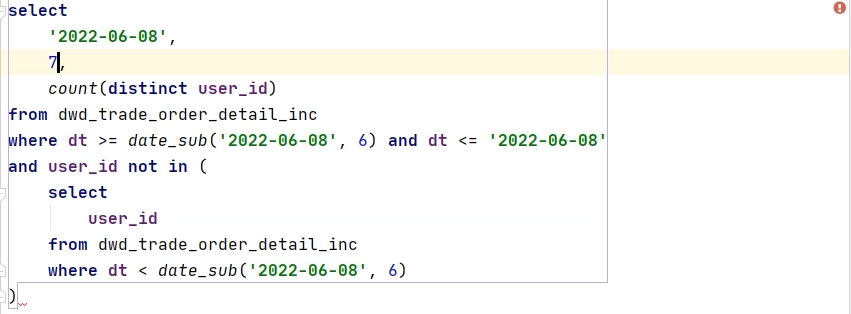 select
    '2022-06-08',
    7,
    count(distinct user_id)
from dwd_trade_order_detail_inc
where dt >= date_sub('2022-06-08', 6) and dt <= '2022-06-08'
and user_id not in (
    select
        user_id
    from dwd_trade_order_detail_inc
    where dt < date_sub('2022-06-08', 6)
)